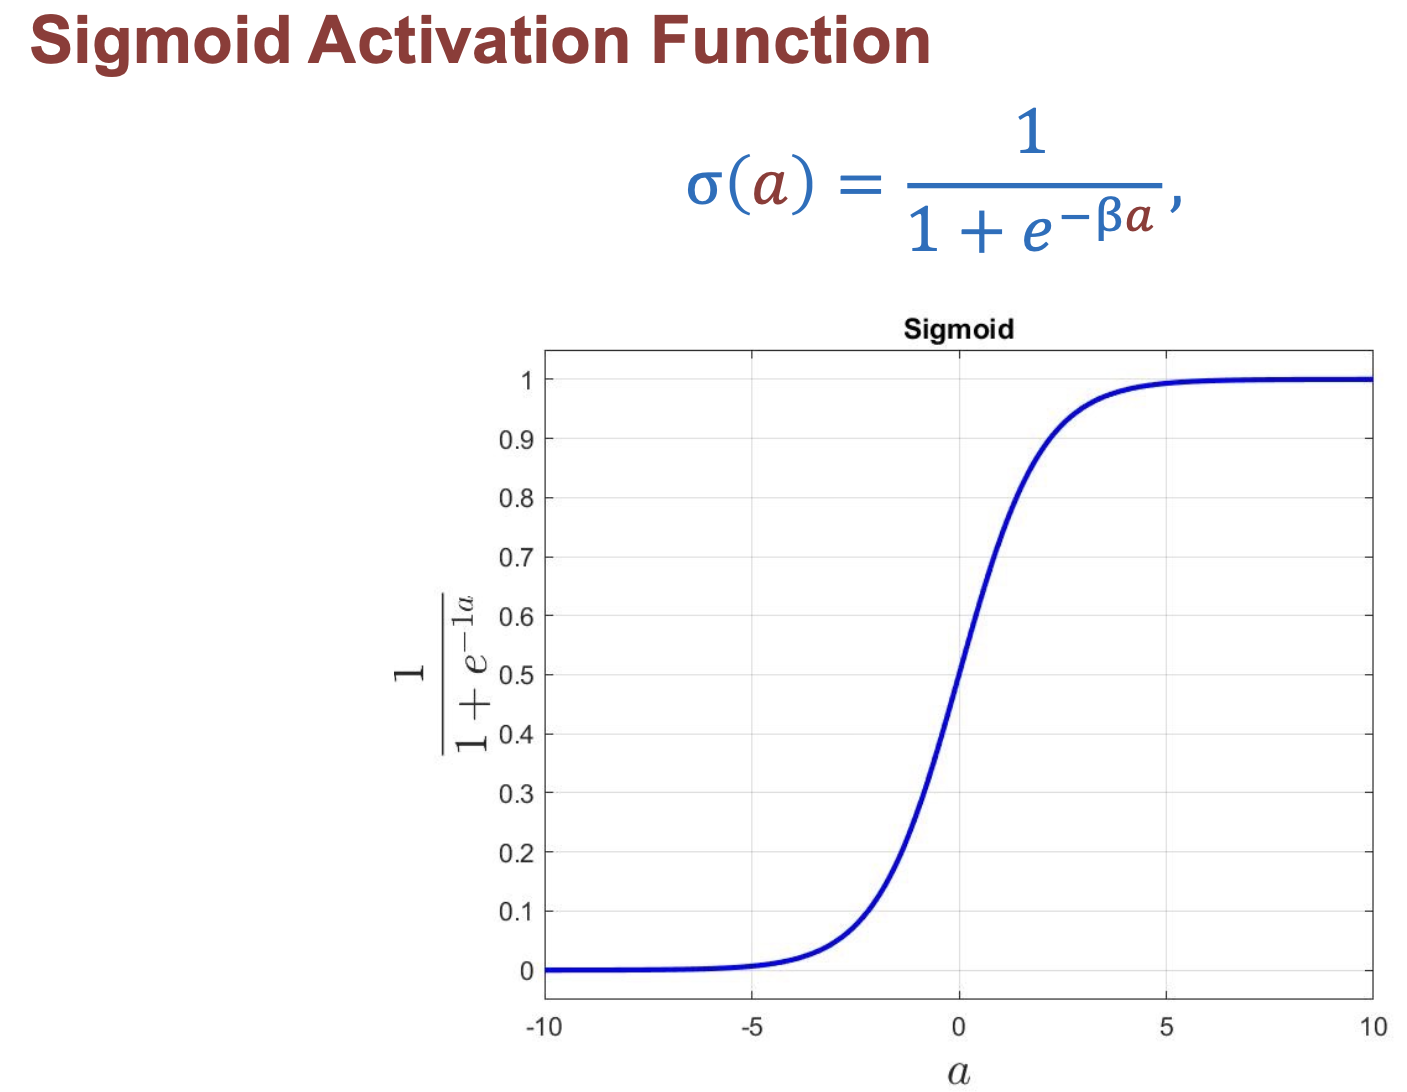 Sigmoid Activation Function
σ(a) = 1 / (1 + e^{−βa}),
Sigmoid
1
0.9
0.8
0.7
0.6
0.5
0.4
0.3
0.2
0.1
0
1 / (1 + e^{−1a})
-10 -5 0 5 10
a